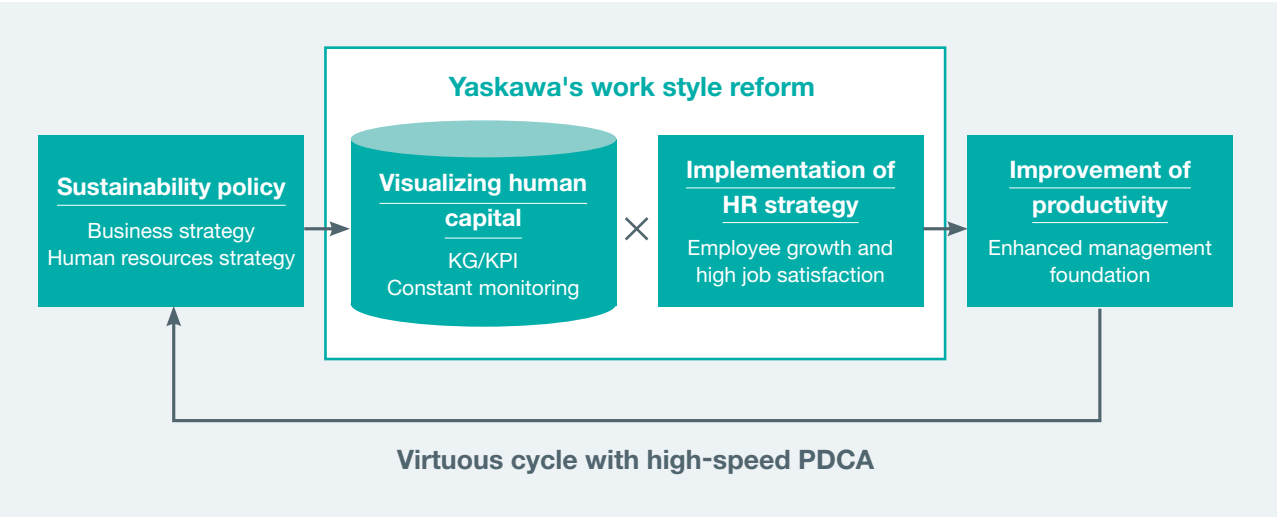 Yaskawa's work style reform
Sustainability policy
Business strategy
Human resources strategy
Visualizing human
capital
KG/KPI
Constant monitoring
×
Implementation of
HR strategy
Employee growth and
high job satisfaction
Improvement of
productivity
Enhanced management
foundation
Virtuous cycle with high-speed PDCA